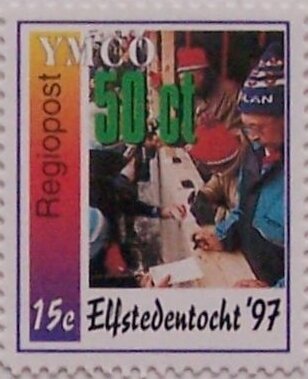 YMCO
50 ct
Regiopost
15c Elfstedentocht '97